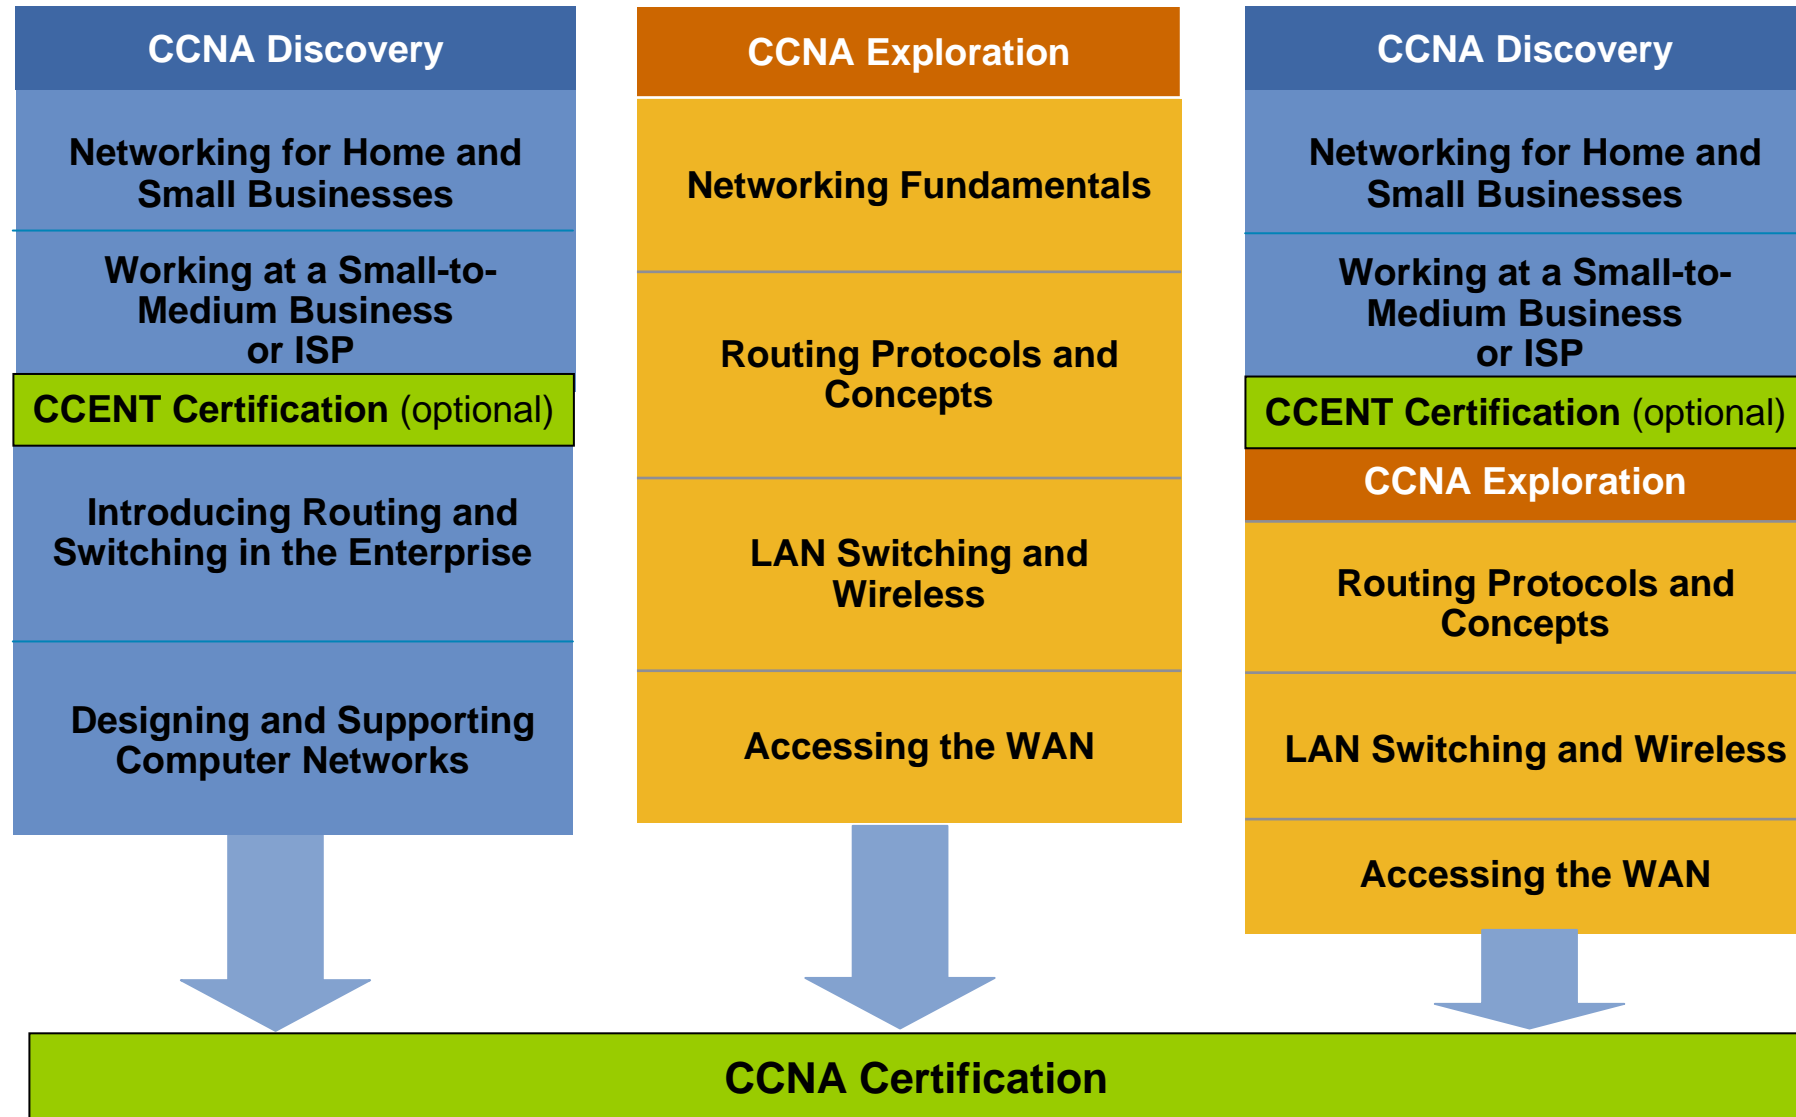 CCNA Discovery
Networking for Home and
Small Businesses
Working at a Small-to-
Medium Business
or ISP
CCENT Certification (optional)
Introducing Routing and
Switching in the Enterprise
Designing and Supporting
Computer Networks
CCNA Exploration
Networking Fundamentals
Routing Protocols and
Concepts
LAN Switching and
Wireless
Accessing the WAN
CCNA Discovery
Networking for Home and
Small Businesses
Working at a Small-to-
Medium Business
or ISP
CCENT Certification (optional)
CCNA Exploration
Routing Protocols and
Concepts
LAN Switching and Wireless
Accessing the WAN
CCNA Certification